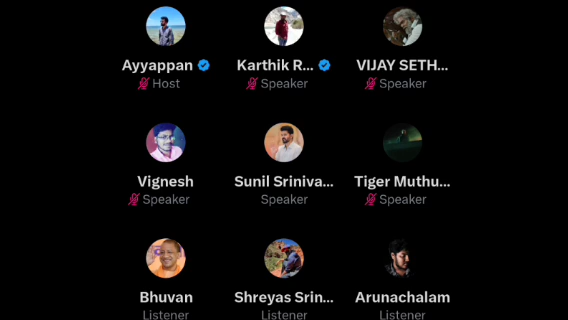 Ayyappan Karthik R... VIJAY SETH...
Host Speaker Speaker
Vignesh Sunil Sriniva... Tiger Muthu...
Speaker Speaker Speaker
Bhuvan Shreyas Srin... Arunachalam
Listener Listener Listener